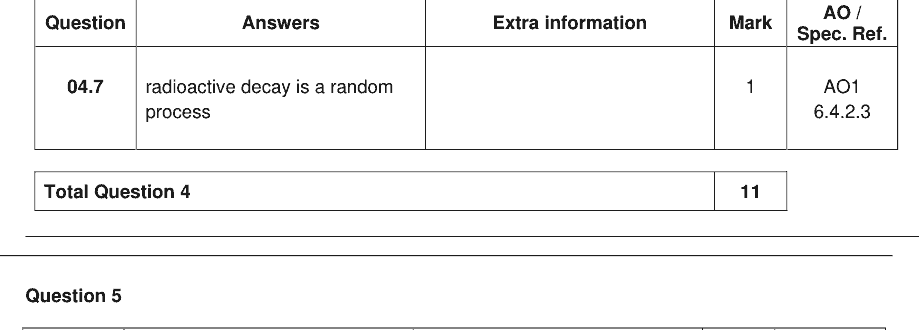 Question Answers Extra information Mark AO / Spec. Ref.
04.7 radioactive decay is a random process 1 AO1 6.4.2.3
Total Question 4 11
Question 5